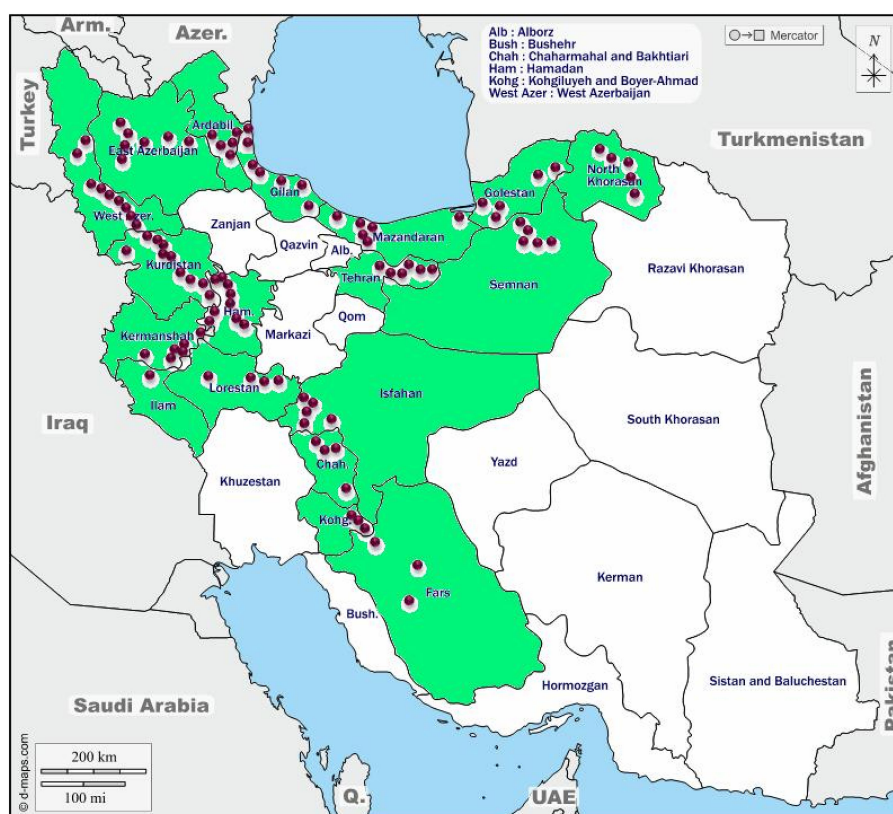 Arm.
Azer.
Turkey
Alb : Alborz
Bush : Bushehr
Chah : Chaharmahal and Bakhtiari
Ham : Hamadan
Kohg : Kohgiluyeh and Boyer-Ahmad
West Azer : West Azerbaijan
Mercator
N
Turkmenistan
Ardabil
East Azerbaijan
Gilan
Golestan
North
Khorasan
West Azer.
Zanjan
Mazandaran
Qazvin
Alb.
Kurdistan
Tehran
Semnan
Razavi Khorasan
Ham.
Qom
Markazi
Kermanshah
Lorestan
Isfahan
Ilam
Iraq
South Khorasan
Afghanistan
Chah.
Yazd
Khuzestan
Kohg.
Kerman
Fars
Bush.
Sistan and Baluchestan
Hormozgan
Pakistan
Saudi Arabia
200 km
100 mi
© d-maps.com
Q.
UAE